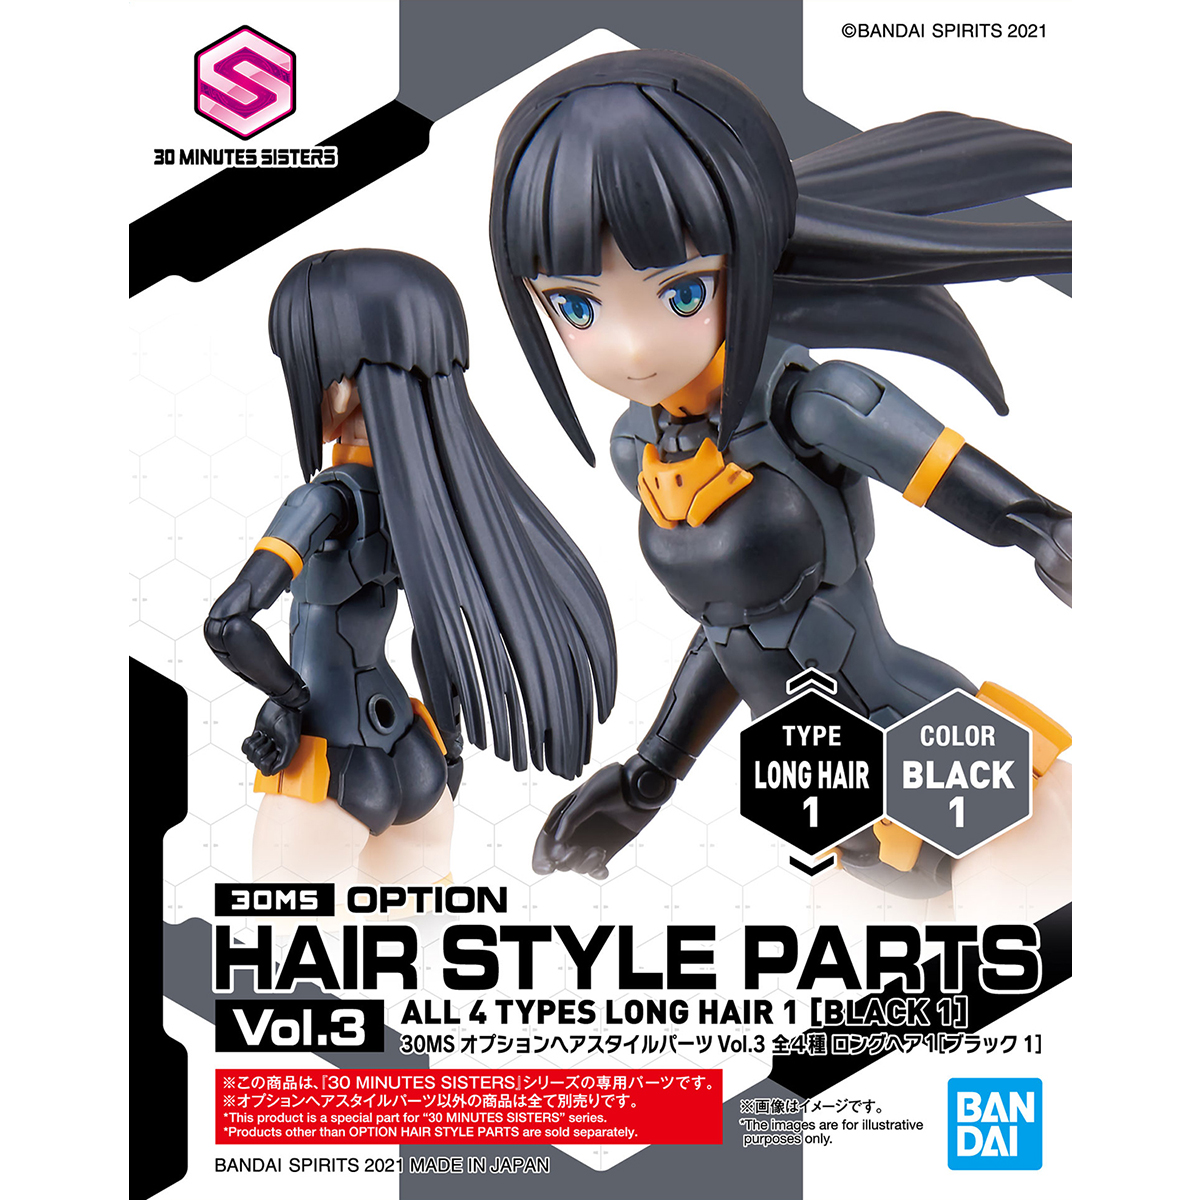 ©BANDAI SPIRITS 2021
S
30 MINUTES SISTERS
TYPE
LONG HAIR
1
COLOR
BLACK
1
30MS OPTION
HAIR STYLE PARTS
Vol.3
ALL 4 TYPES LONG HAIR 1 [BLACK 1]
30MS オプションヘアスタイルパーツ Vol.3 全4種 ロングヘア1[ブラック 1]
※この商品は、『30 MINUTES SISTERS』シリーズの専用パーツです。
※オプションヘアスタイルパーツ以外の商品は全て別売りです。
*This product is a special part for “30 MINUTES SISTERS” series.
*Products other than OPTION HAIR STYLE PARTS are sold separately.
※画像はイメージです。
*The images are for illustrative
purposes only.
BAN
DAI
BANDAI SPIRITS 2021 MADE IN JAPAN